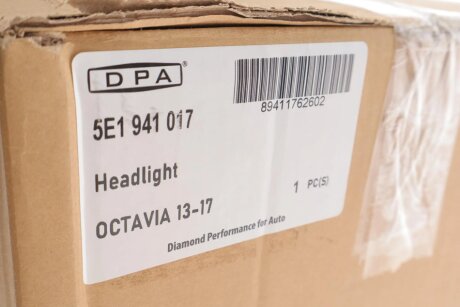 DPA®
89411762602
5E1 941 017
Headlight
1 PC(S)
OCTAVIA 13-17
Diamond Performance for Auto